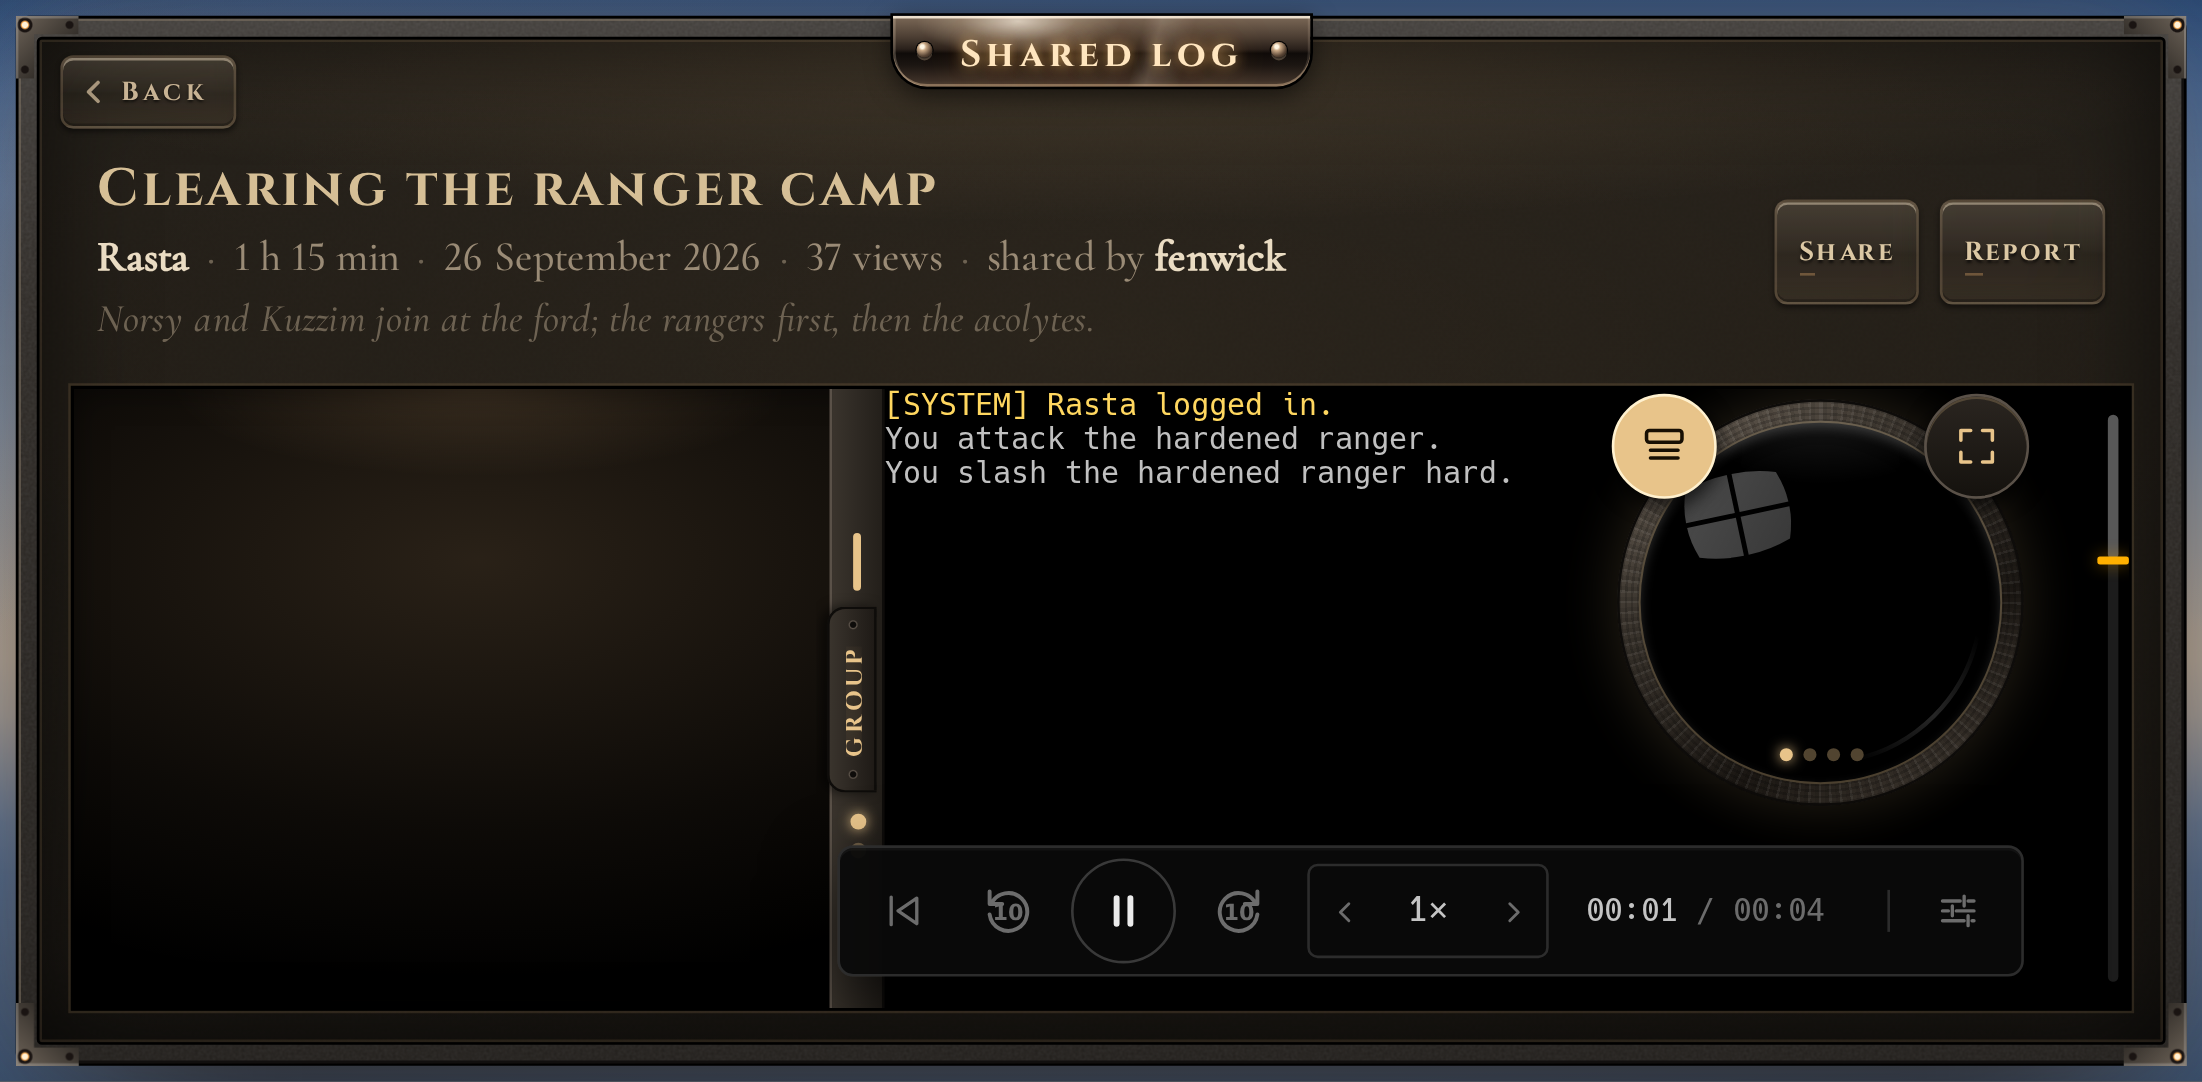 SHARED LOG
BACK
CLEARING THE RANGER CAMP
Rasta · 1 h 15 min · 26 September 2026 · 37 views · shared by fenwick
Norsy and Kuzzim join at the ford; the rangers first, then the acolytes.
SHARE
REPORT
[SYSTEM] Rasta logged in.
You attack the hardened ranger.
You slash the hardened ranger hard.
GROUP
10
10
1×
00:01 / 00:04